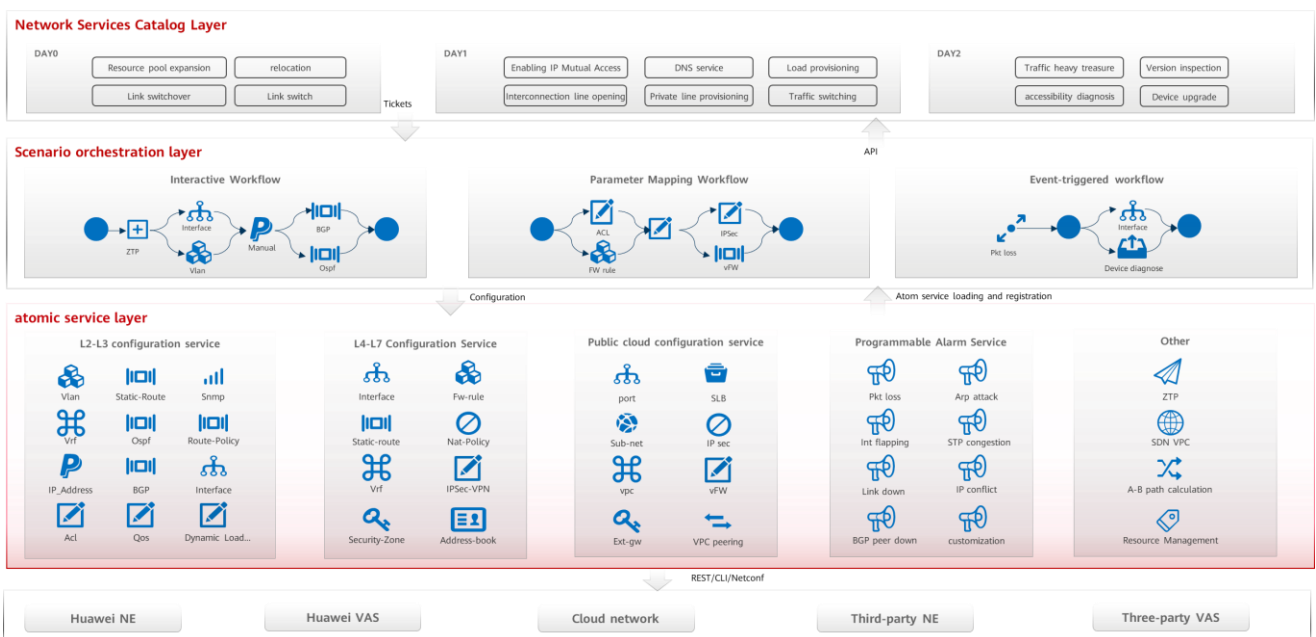 Network Services Catalog Layer
DAY0
Resource pool expansion
relocation
Link switchover
Link switch
DAY1
Enabling IP Mutual Access
DNS service
Load provisioning
Interconnection line opening
Private line provisioning
Traffic switching
DAY2
Traffic heavy treasure
Version inspection
accessibility diagnosis
Device upgrade
Tickets
API
Scenario orchestration layer
Interactive Workflow
ZTP
Interface
Vlan
Manual
BGP
Ospf
Parameter Mapping Workflow
ACL
FW rule
IPSec
vFW
Event-triggered workflow
Pkt loss
Interface
Device diagnose
Configuration
Atom service loading and registration
atomic service layer
L2-L3 configuration service
Vlan
Static-Route
Snmp
Vrf
Ospf
Route-Policy
IP_Address
BGP
Interface
Acl
Qos
Dynamic Load...
L4-L7 Configuration Service
Interface
Fw-rule
Static-route
Nat-Policy
Vrf
IPSec-VPN
Security-Zone
Address-book
Public cloud configuration service
port
SLB
Sub-net
IP sec
vpc
vFW
Ext-gw
VPC peering
Programmable Alarm Service
Pkt loss
Arp attack
Int flapping
STP congestion
Link down
IP conflict
BGP peer down
customization
Other
ZTP
SDN VPC
A-B path calculation
Resource Management
REST/CLI/Netconf
Huawei NE
Huawei VAS
Cloud network
Third-party NE
Three-party VAS